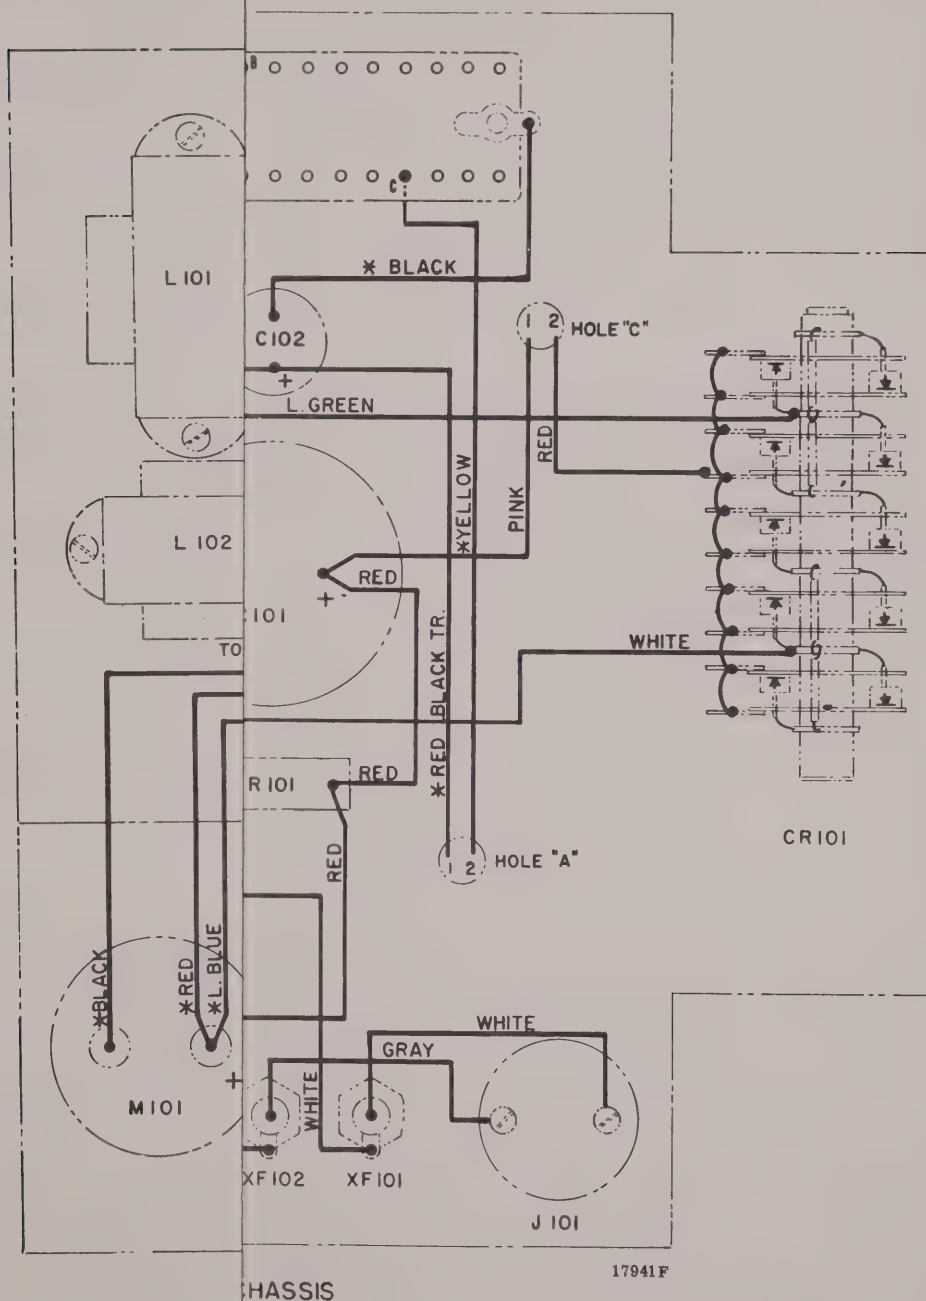 B
C
L 101
* BLACK
C102
+
L. GREEN
1 2 HOLE "C"
RED
PINK
*YELLOW
L 102
RED
+
101
TO
WHITE
*RED BLACK TR.
R 101
RED
RED
1 2 HOLE "A"
CR101
*BLACK
*RED
*L. BLUE
WHITE
GRAY
WHITE
+
M101
XF102
XF101
J 101
17941F
HASSIS